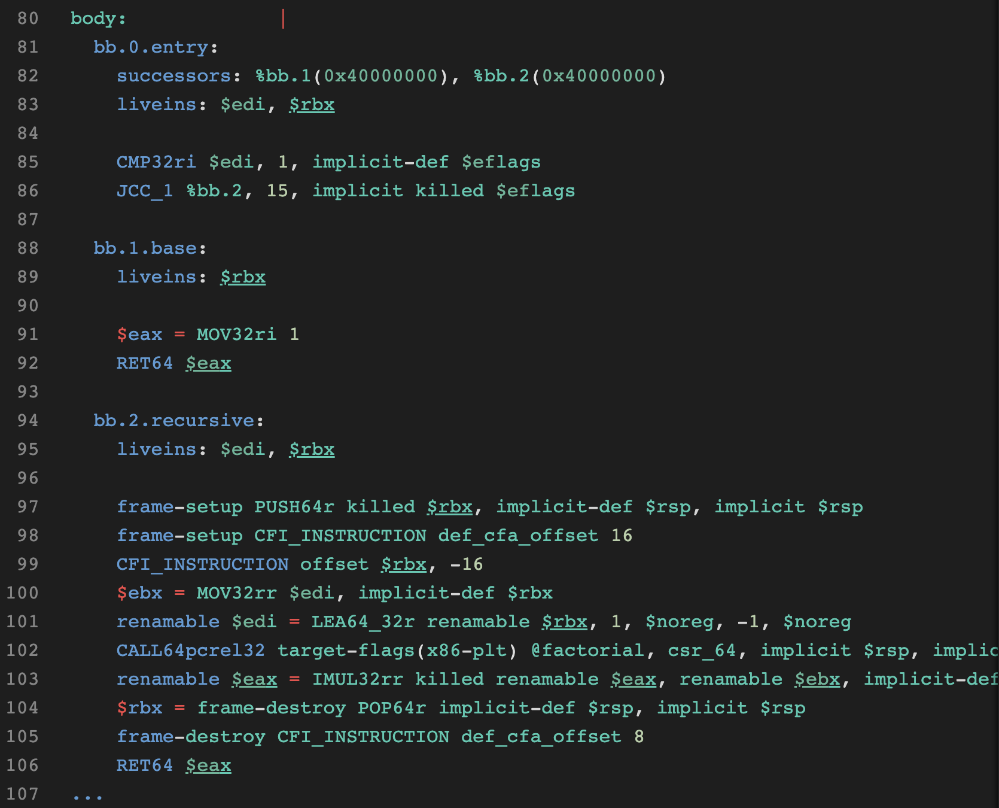 80 body: |
81 bb.0.entry:
82 successors: %bb.1(0x40000000), %bb.2(0x40000000)
83 liveins: $edi, $rbx
84
85 CMP32ri $edi, 1, implicit-def $eflags
86 JCC_1 %bb.2, 15, implicit killed $eflags
87
88 bb.1.base:
89 liveins: $rbx
90
91 $eax = MOV32ri 1
92 RET64 $eax
93
94 bb.2.recursive:
95 liveins: $edi, $rbx
96
97 frame-setup PUSH64r killed $rbx, implicit-def $rsp, implicit $rsp
98 frame-setup CFI_INSTRUCTION def_cfa_offset 16
99 CFI_INSTRUCTION offset $rbx, -16
100 $ebx = MOV32rr $edi, implicit-def $rbx
101 renamable $edi = LEA64_32r renamable $rbx, 1, $noreg, -1, $noreg
102 CALL64pcrel32 target-flags(x86-plt) @factorial, csr_64, implicit $rsp, implic
103 renamable $eax = IMUL32rr killed renamable $eax, renamable $ebx, implicit-def
104 $rbx = frame-destroy POP64r implicit-def $rsp, implicit $rsp
105 frame-destroy CFI_INSTRUCTION def_cfa_offset 8
106 RET64 $eax
107 ...